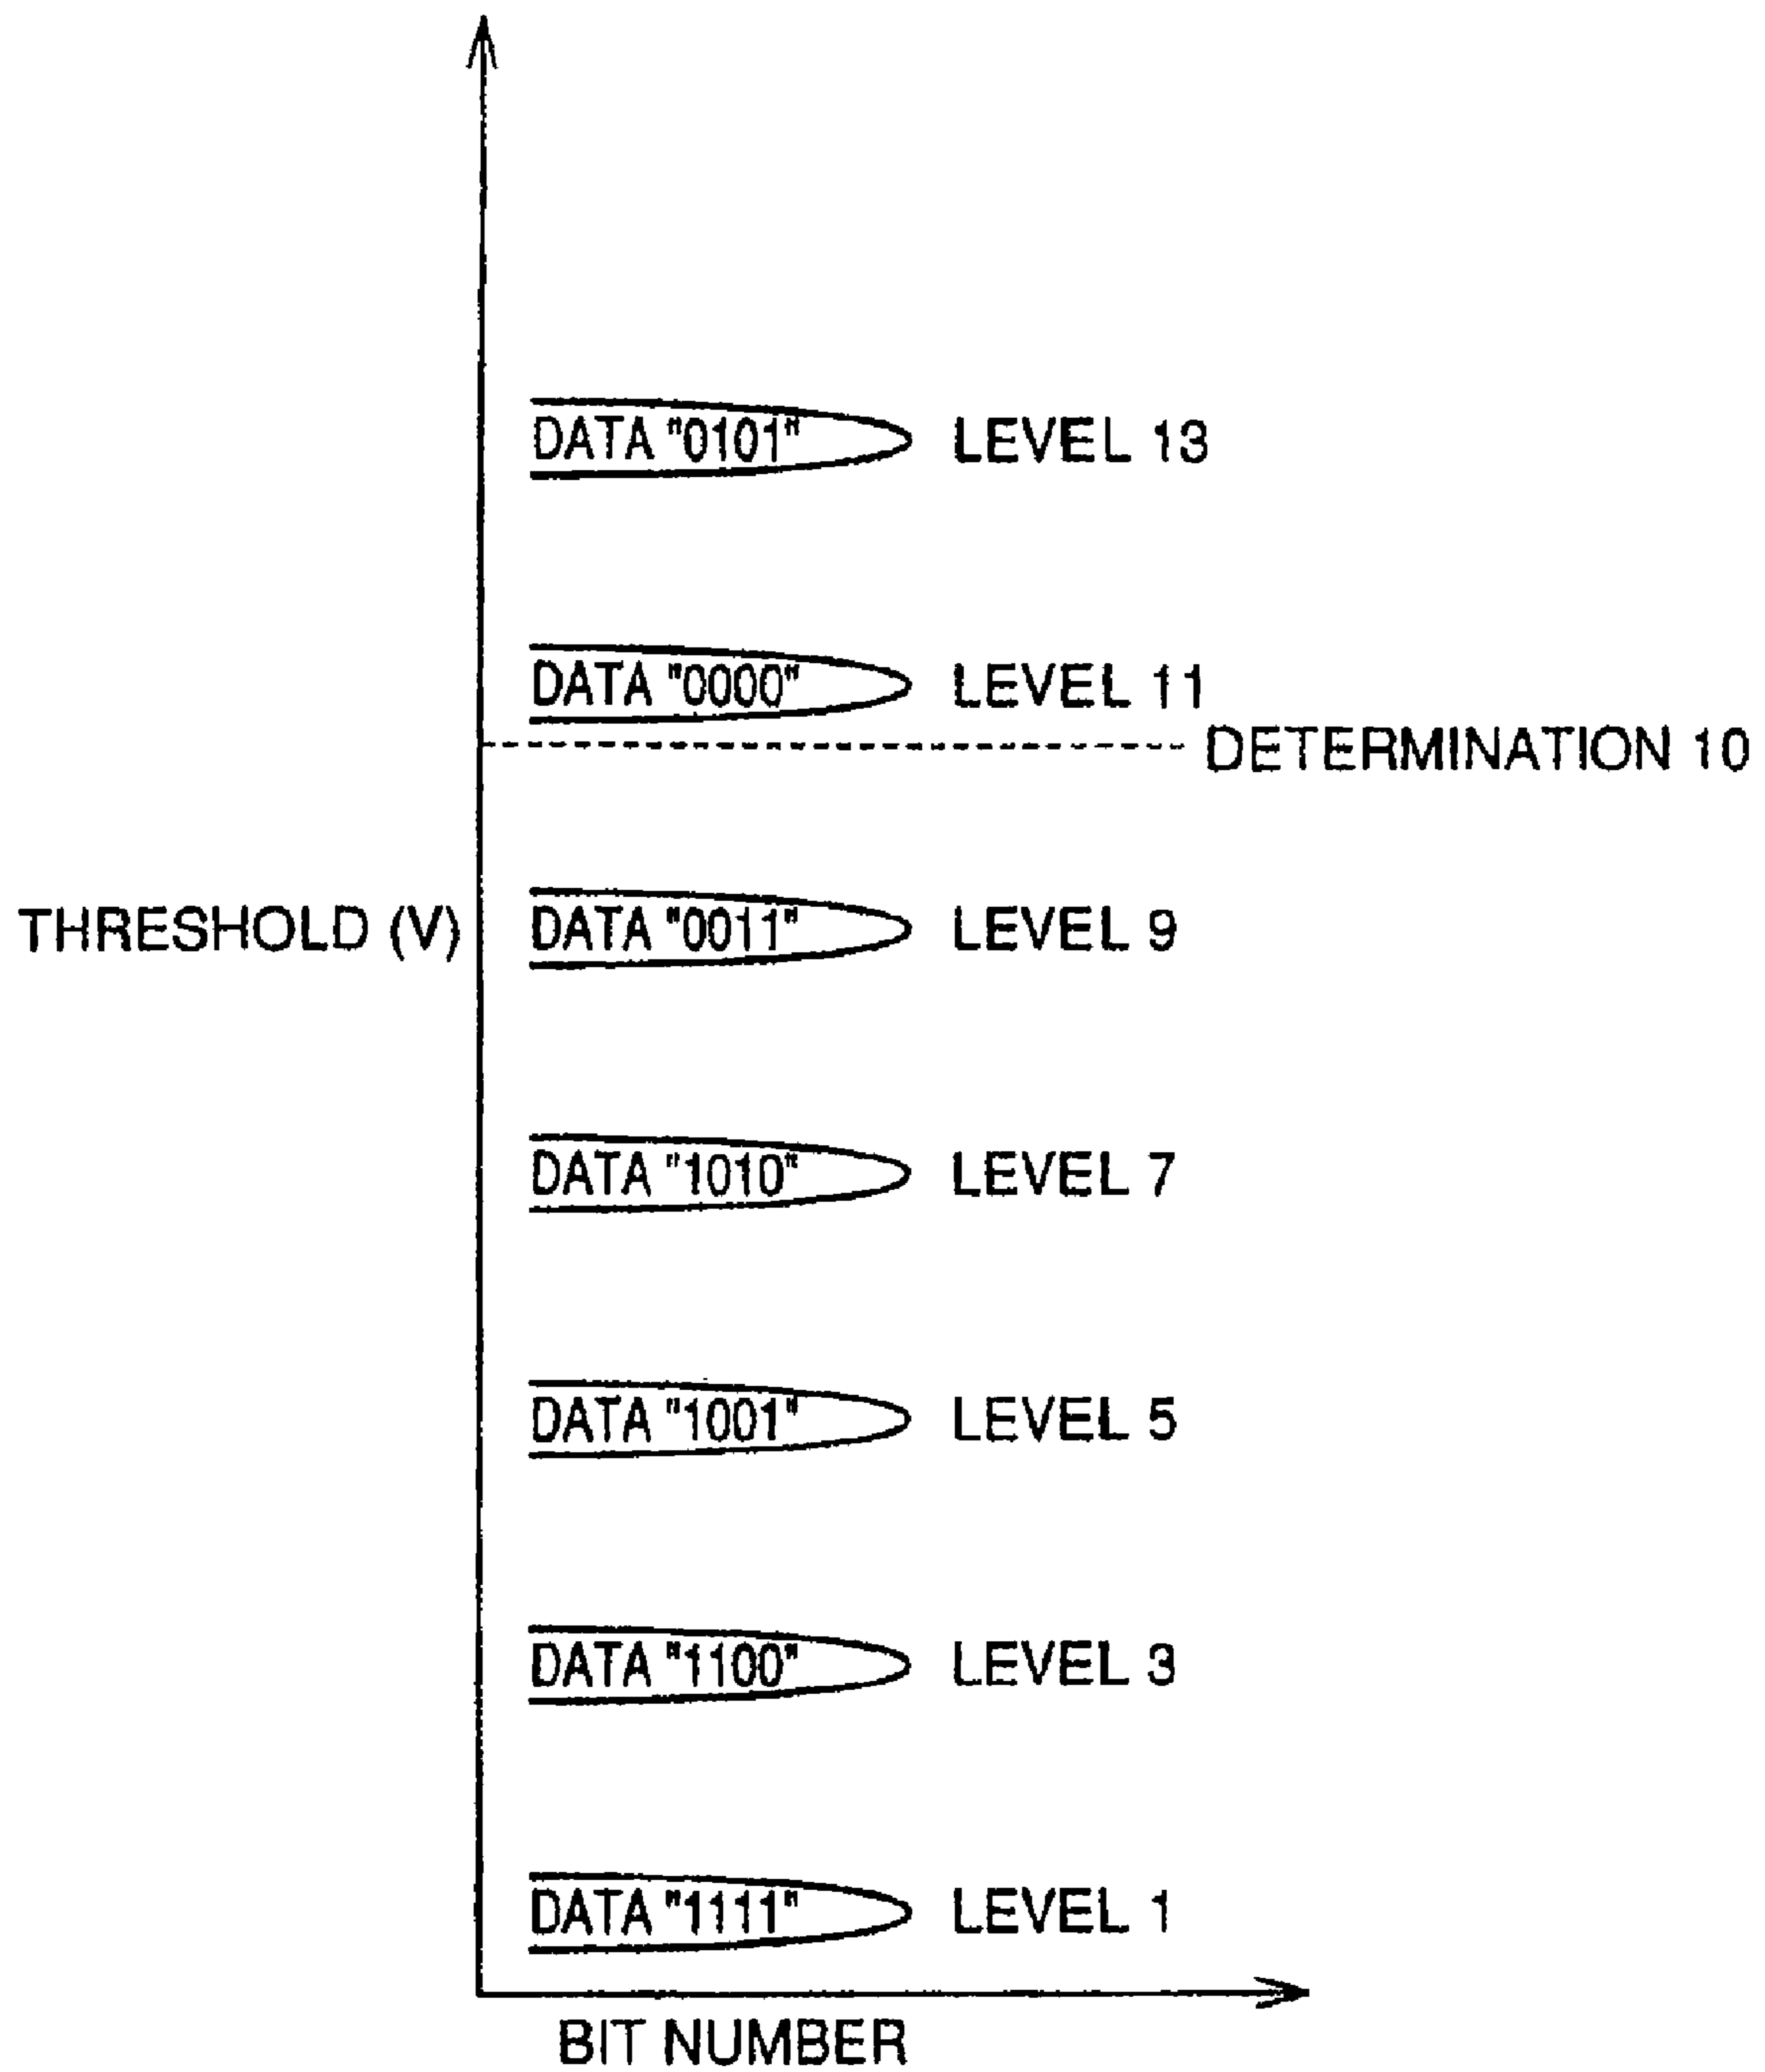 DATA "0101" LEVEL 13
DATA "0000" LEVEL 11
DETERMINATION 10
THRESHOLD (V) DATA "0011" LEVEL 9
DATA "1010" LEVEL 7
DATA "1001" LEVEL 5
DATA "1100" LEVEL 3
DATA "1111" LEVEL 1
BIT NUMBER